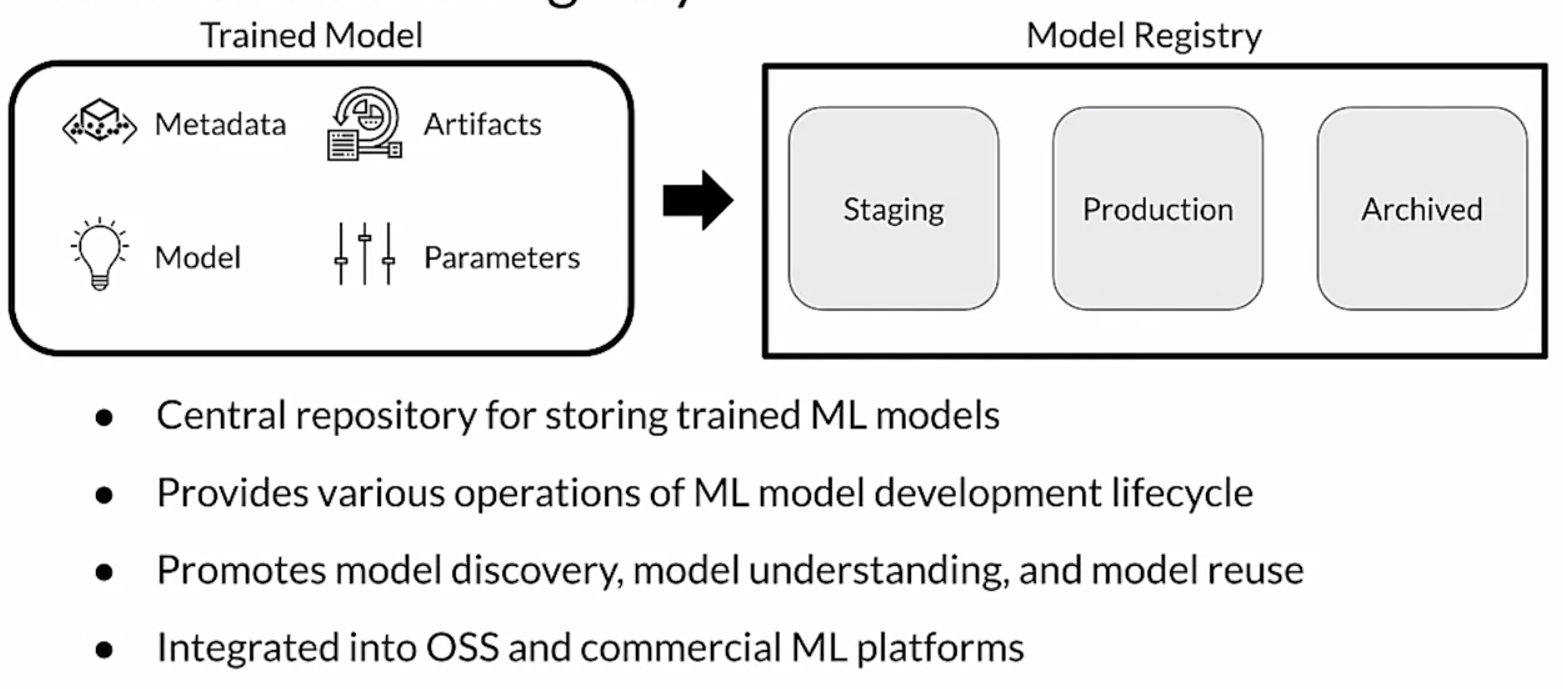 Trained Model
Metadata
Artifacts
Model
Parameters
Model Registry
Staging
Production
Archived
● Central repository for storing trained ML models
● Provides various operations of ML model development lifecycle
● Promotes model discovery, model understanding, and model reuse
● Integrated into OSS and commercial ML platforms